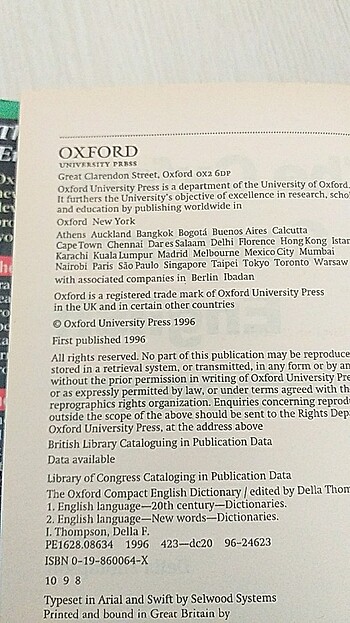 OXFORD
UNIVERSITY PRESS
Great Clarendon Street, Oxford OX2 6DP
Oxford University Press is a department of the University of Oxford.
It furthers the University's objective of excellence in research,
and education by publishing worldwide in
Oxford New York
Athens Auckland Bangkok Bogotá Buenos Aires Calcutta
Cape Town Chennai Dar es Salaam Delhi Florence Hong Kong
Karachi Kuala Lumpur Madrid Melbourne Mexico City Mumbai
Nairobi Paris São Paulo Singapore Taipei Tokyo Toronto Warsaw
with associated companies in Berlin Ibadan
Oxford is a registered trade mark of Oxford University Press
in the UK and in certain other countries
© Oxford University Press 1996
First published 1996
All rights reserved. No part of this publication may be reproduce
stored in a retrieval system, or transmitted, in any form or by an
without the prior permission in writing of Oxford University Pre
or as expressly permitted by law, or under terms agreed with th
reprographics rights organization. Enquiries concerning reprod
outside the scope of the above should be sent to the Rights Dep
Oxford University Press, at the address above
British Library Cataloguing in Publication Data
Data available
Library of Congress Cataloging in Publication Data
The Oxford Compact English Dictionary / edited by Della Thom
1. English language—20th century—Dictionaries.
2. English language—New words—Dictionaries.
I. Thompson, Della F.
PE1628.08634 1996 423—dc20 96-24623
ISBN 0-19-860064-X
10 9 8
Typeset in Arial and Swift by Selwood Systems
Printed and bound in Great Britain by